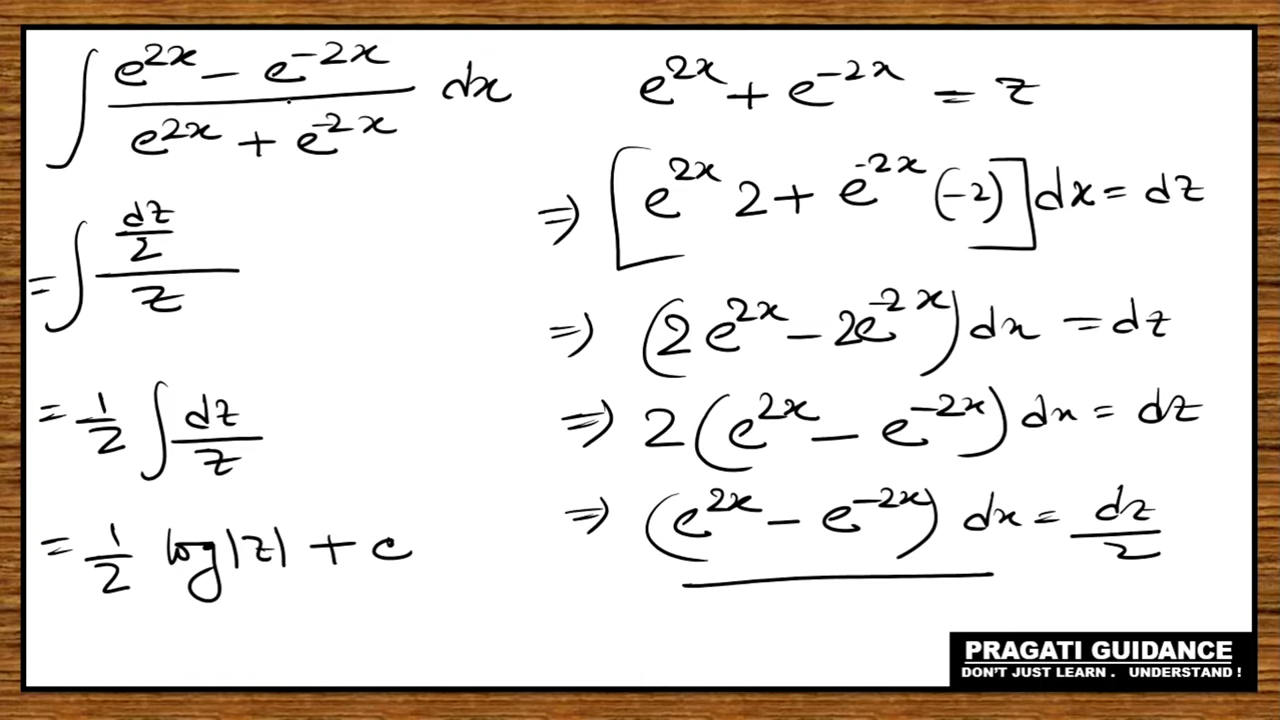 ∫ (e^{2x} − e^{−2x})/(e^{2x} + e^{−2x}) dx
= ∫ (dz/2)/z
= 1/2 ∫ dz/z
= 1/2 log|z| + c
e^{2x} + e^{−2x} = z
⇒ [e^{2x} 2 + e^{−2x} (−2)] dx = dz
⇒ (2e^{2x} − 2e^{−2x}) dx = dz
⇒ 2(e^{2x} − e^{−2x}) dx = dz
⇒ (e^{2x} − e^{−2x}) dx = dz/2
PRAGATI GUIDANCE
DON'T JUST LEARN . UNDERSTAND !